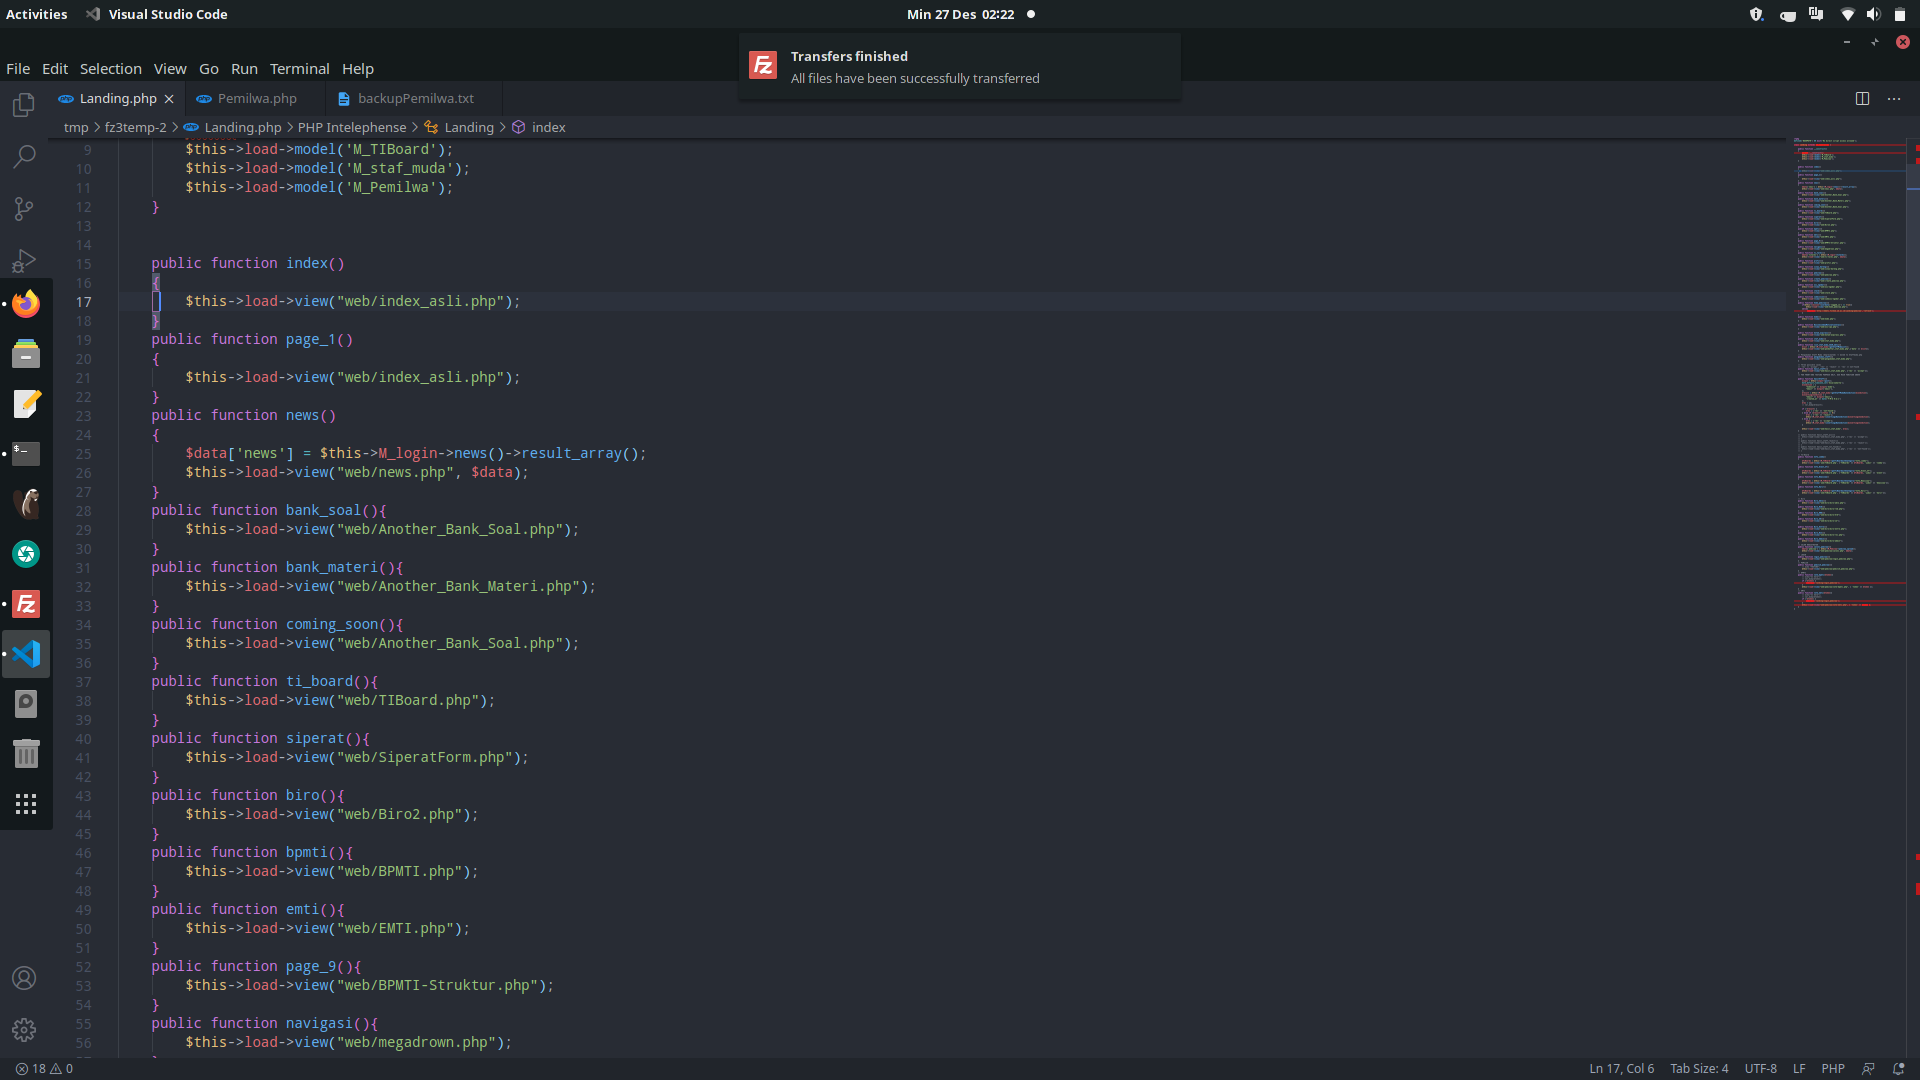 Activities Visual Studio Code Min 27 Des 02:22
Transfers finished
All files have been successfully transferred
File Edit Selection View Go Run Terminal Help
Landing.php Pemilwa.php backupPemilwa.txt
tmp > fz3temp-2 > Landing.php > PHP Intelephense > Landing > index
9 $this->load->model('M_TIBoard');
10 $this->load->model('M_staf_muda');
11 $this->load->model('M_Pemilwa');
12 }
13
14
15 public function index()
16 {
17 $this->load->view("web/index_asli.php");
18 }
19 public function page_1()
20 {
21 $this->load->view("web/index_asli.php");
22 }
23 public function news()
24 {
25 $data['news'] = $this->M_login->news()->result_array();
26 $this->load->view("web/news.php", $data);
27 }
28 public function bank_soal(){
29 $this->load->view("web/Another_Bank_Soal.php");
30 }
31 public function bank_materi(){
32 $this->load->view("web/Another_Bank_Materi.php");
33 }
34 public function coming_soon(){
35 $this->load->view("web/Another_Bank_Soal.php");
36 }
37 public function ti_board(){
38 $this->load->view("web/TIBoard.php");
39 }
40 public function siperat(){
41 $this->load->view("web/SiperatForm.php");
42 }
43 public function biro(){
44 $this->load->view("web/Biro2.php");
45 }
46 public function bpmti(){
47 $this->load->view("web/BPMTI.php");
48 }
49 public function emti(){
50 $this->load->view("web/EMTI.php");
51 }
52 public function page_9(){
53 $this->load->view("web/BPMTI-Struktur.php");
54 }
55 public function navigasi(){
56 $this->load->view("web/megadrown.php");
18 0 Ln 17, Col 6 Tab Size: 4 UTF-8 LF PHP